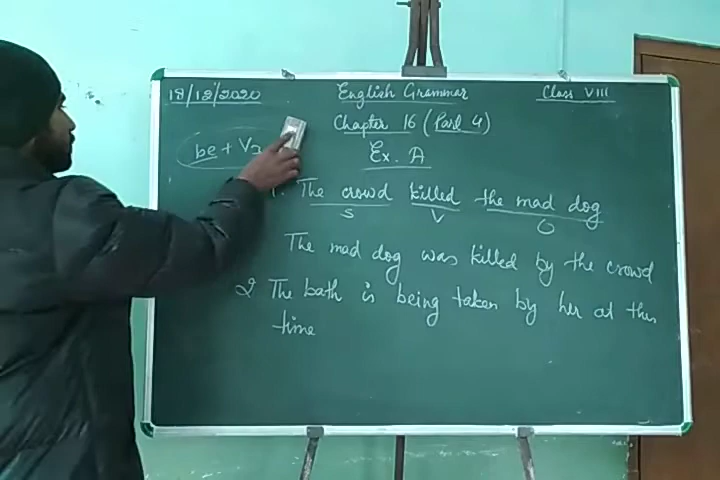 18/12/2020
English Grammar
Class VIII
Chapter 16 (Part 4)
be + V3
Ex. A
1. The crowd killed the mad dog
S V O
The mad dog was killed by the crowd
2 The bath is being taken by her at this
time